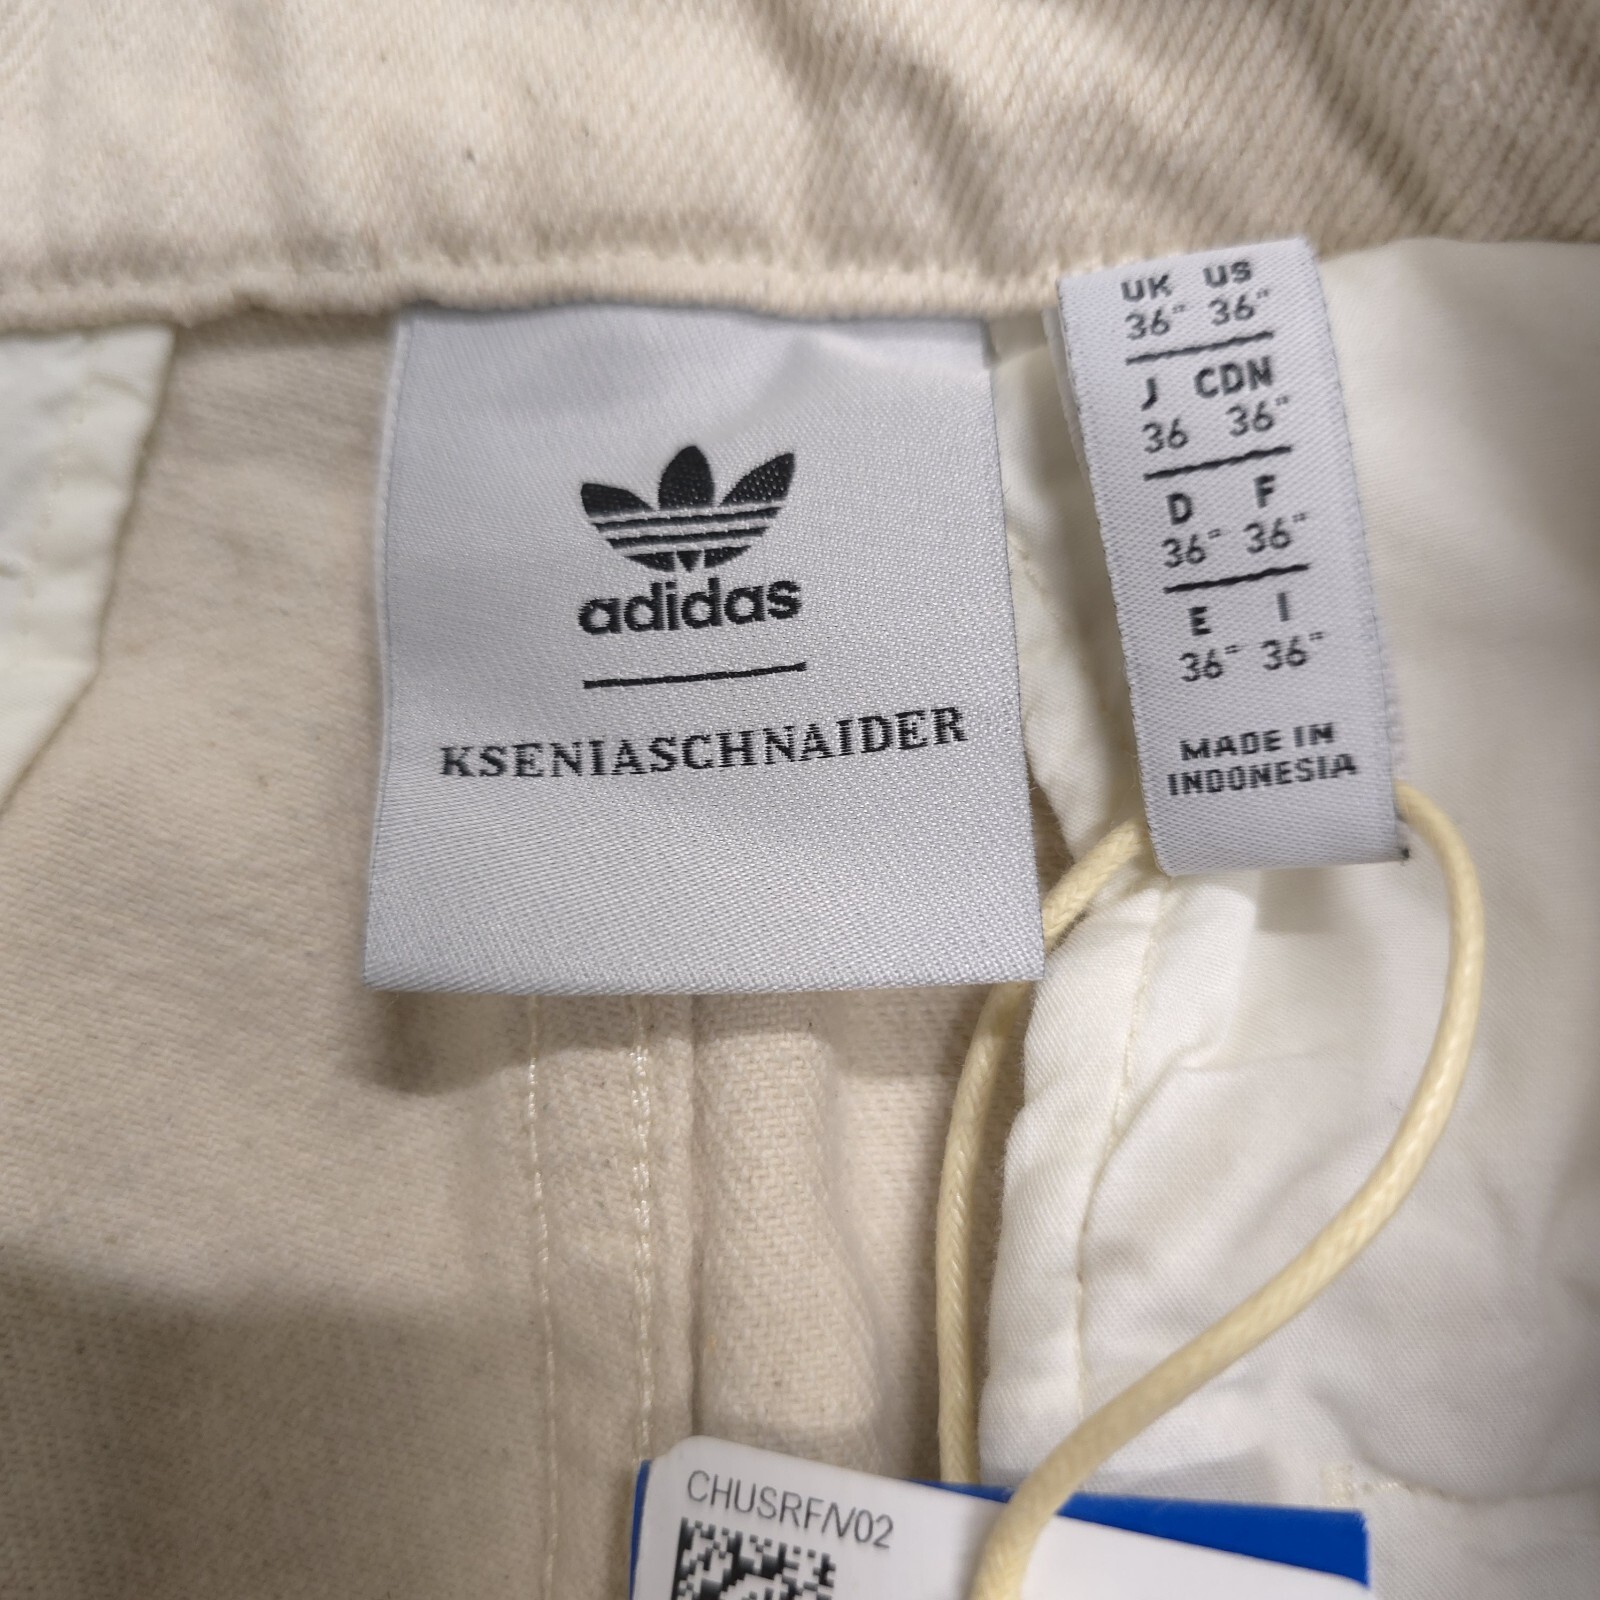 adidas
KSENIASCHNAIDER
UK US
36" 36"
J CDN
36 36"
D F
36" 36"
E I
36" 36"
MADE IN
INDONESIA
CHUSRF/V02